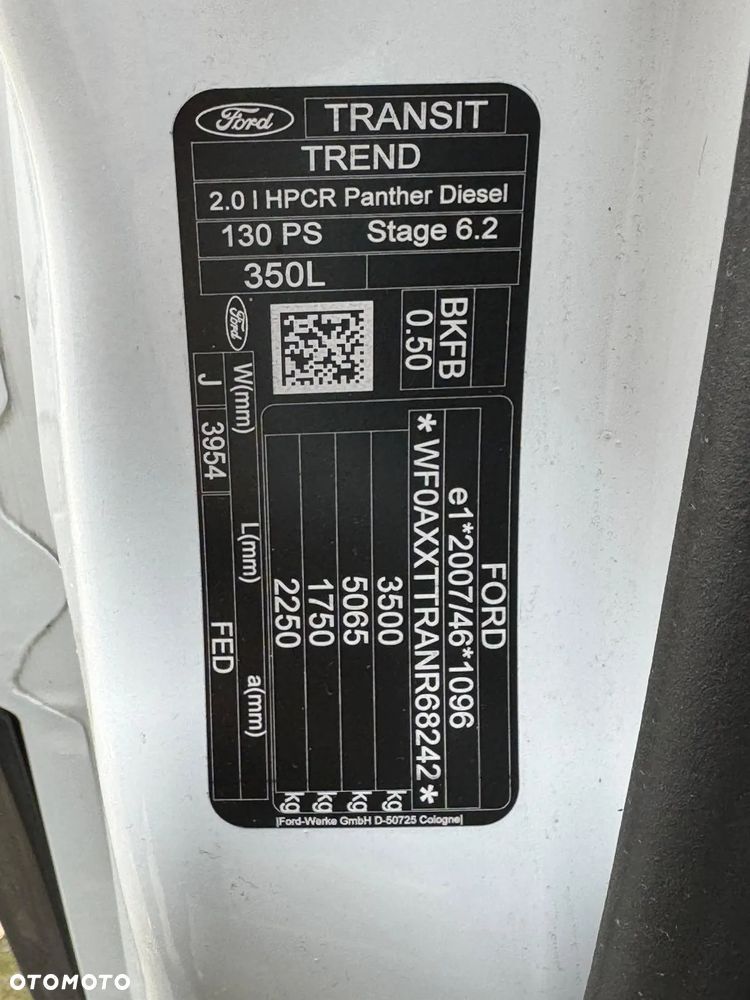 Ford TRANSIT
TREND
2.0 l HPCR Panther Diesel
130 PS Stage 6.2
350L
Ford
BKFB
0.50
FORD
e1*2007/46*1096
*WF0AXXTTRANR68242*
3500 kg
5065 kg
1750 kg
2250 kg
W(mm) L(mm) a(mm)
J 3954 FED
Ford-Werke GmbH D-50725 Cologne
OTOMOTO